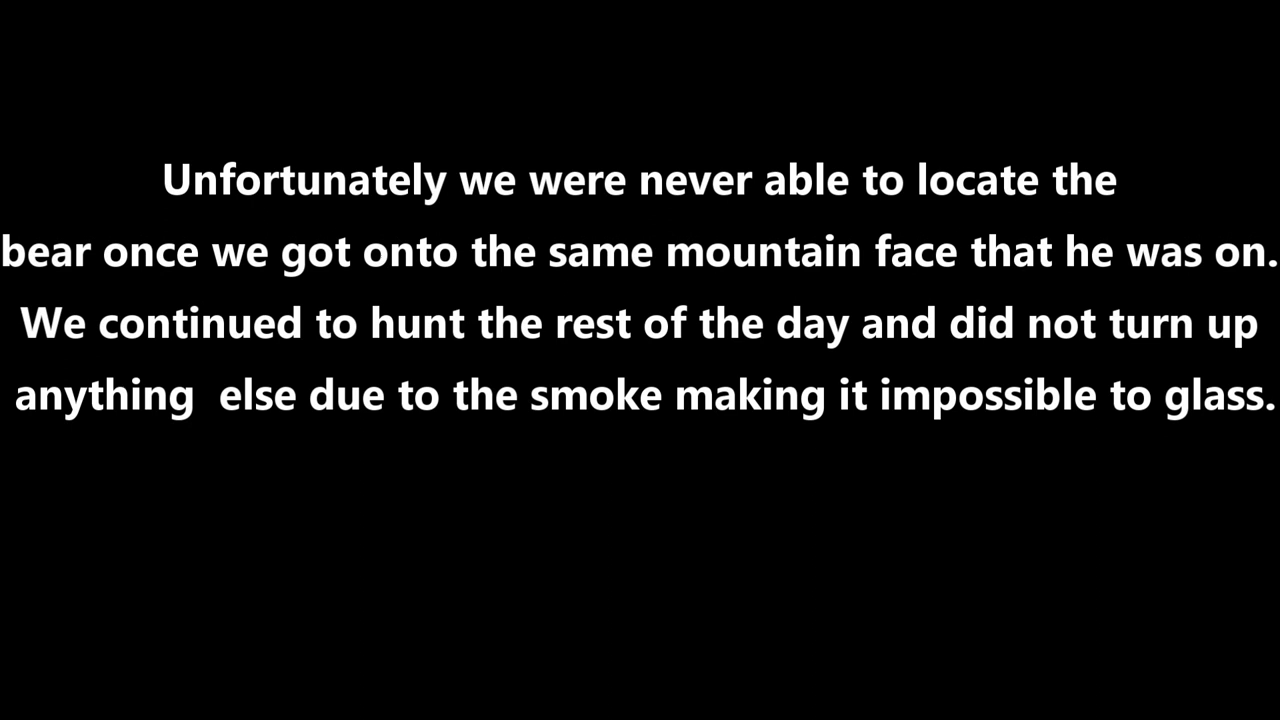 Unfortunately we were never able to locate the
bear once we got onto the same mountain face that he was on.
We continued to hunt the rest of the day and did not turn up
anything  else due to the smoke making it impossible to glass.